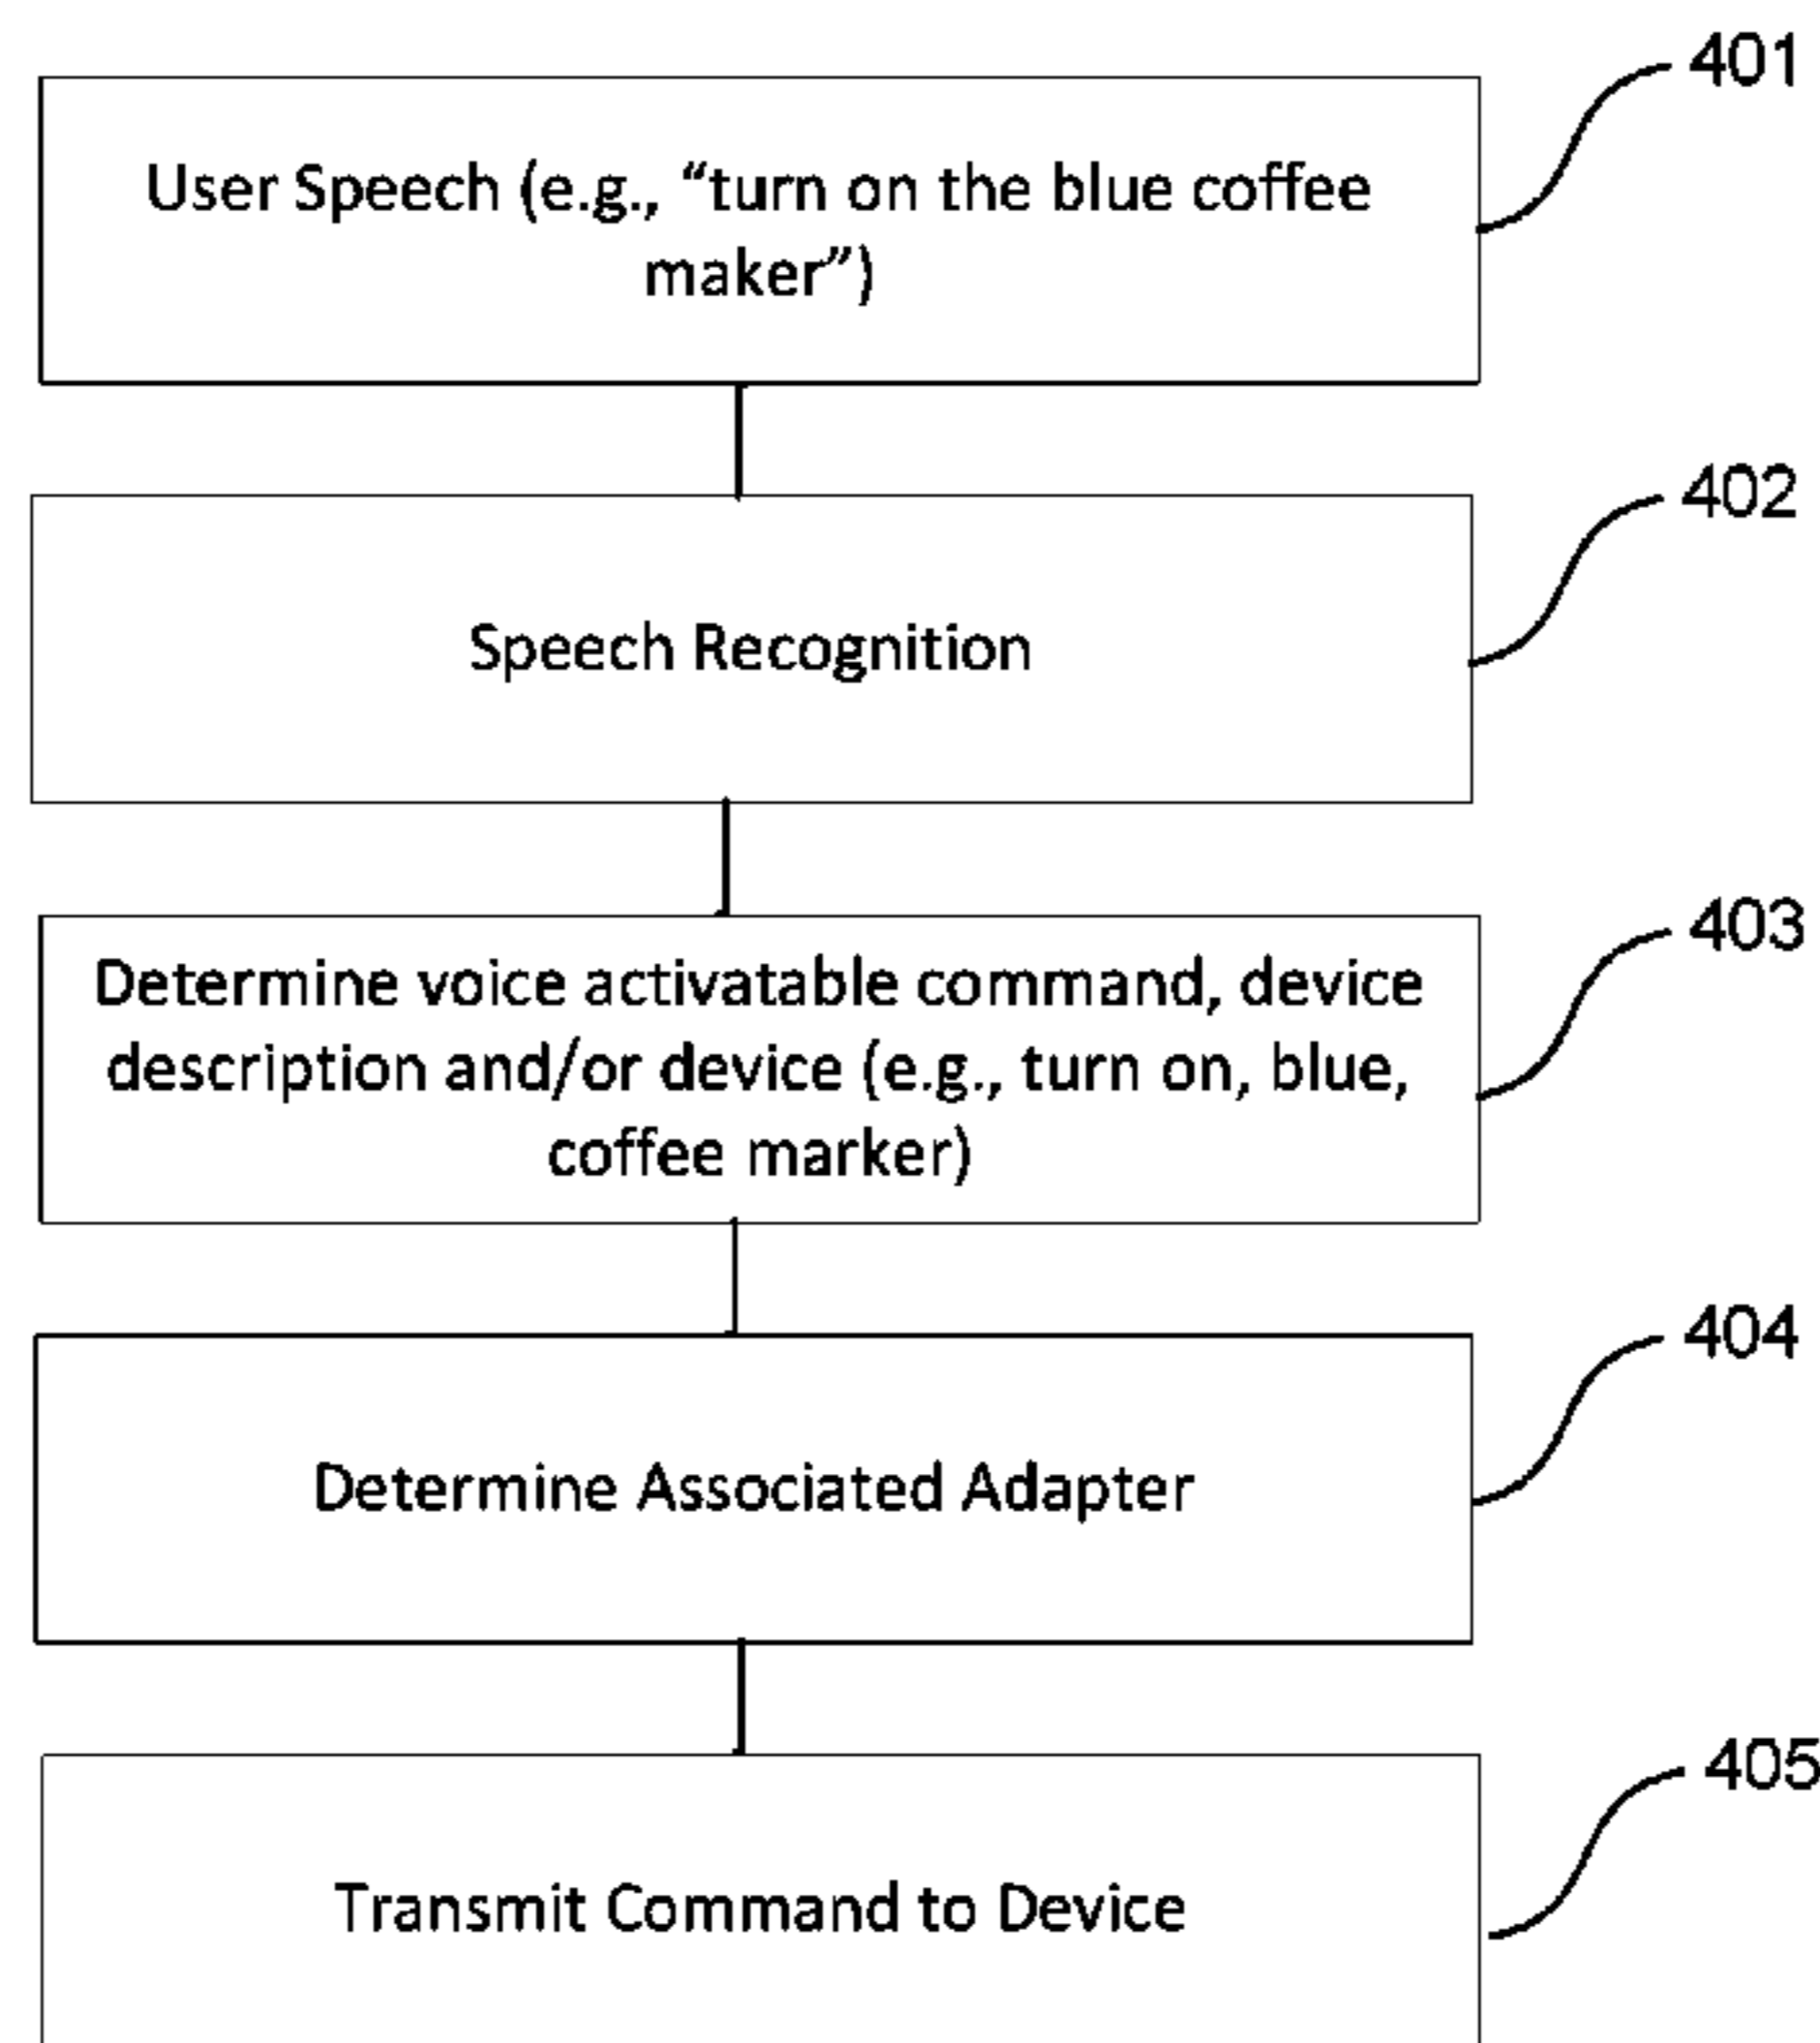 401
User Speech (e.g., “turn on the blue coffee
maker”)
402
Speech Recognition
403
Determine voice activatable command, device
description and/or device (e.g., turn on, blue,
coffee marker)
404
Determine Associated Adapter
405
Transmit Command to Device